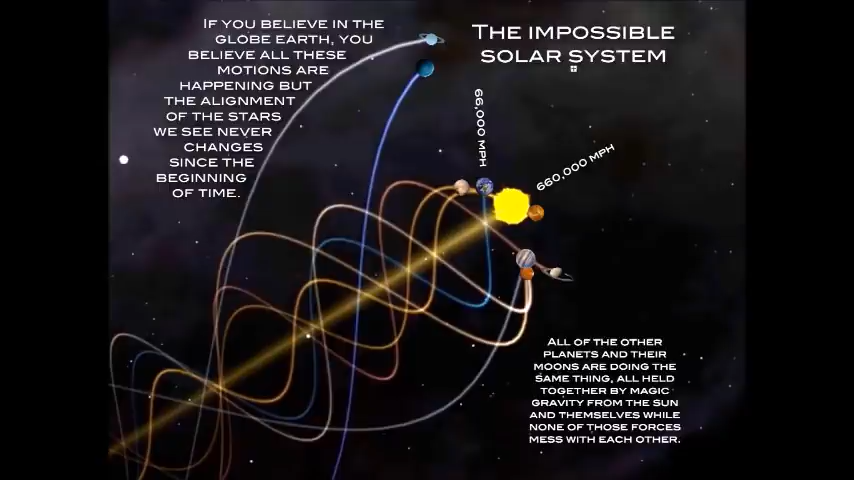 If you believe in the
globe earth, you
believe all these
motions are
happening but
the alignment
of the stars
we see never
changes
since the
beginning
of time.
The impossible
solar system
66,000 mph
660,000 mph
All of the other
planets and their
moons are doing the
same thing, all held
together by magic
gravity from the sun
and themselves while
none of those forces
mess with each other.